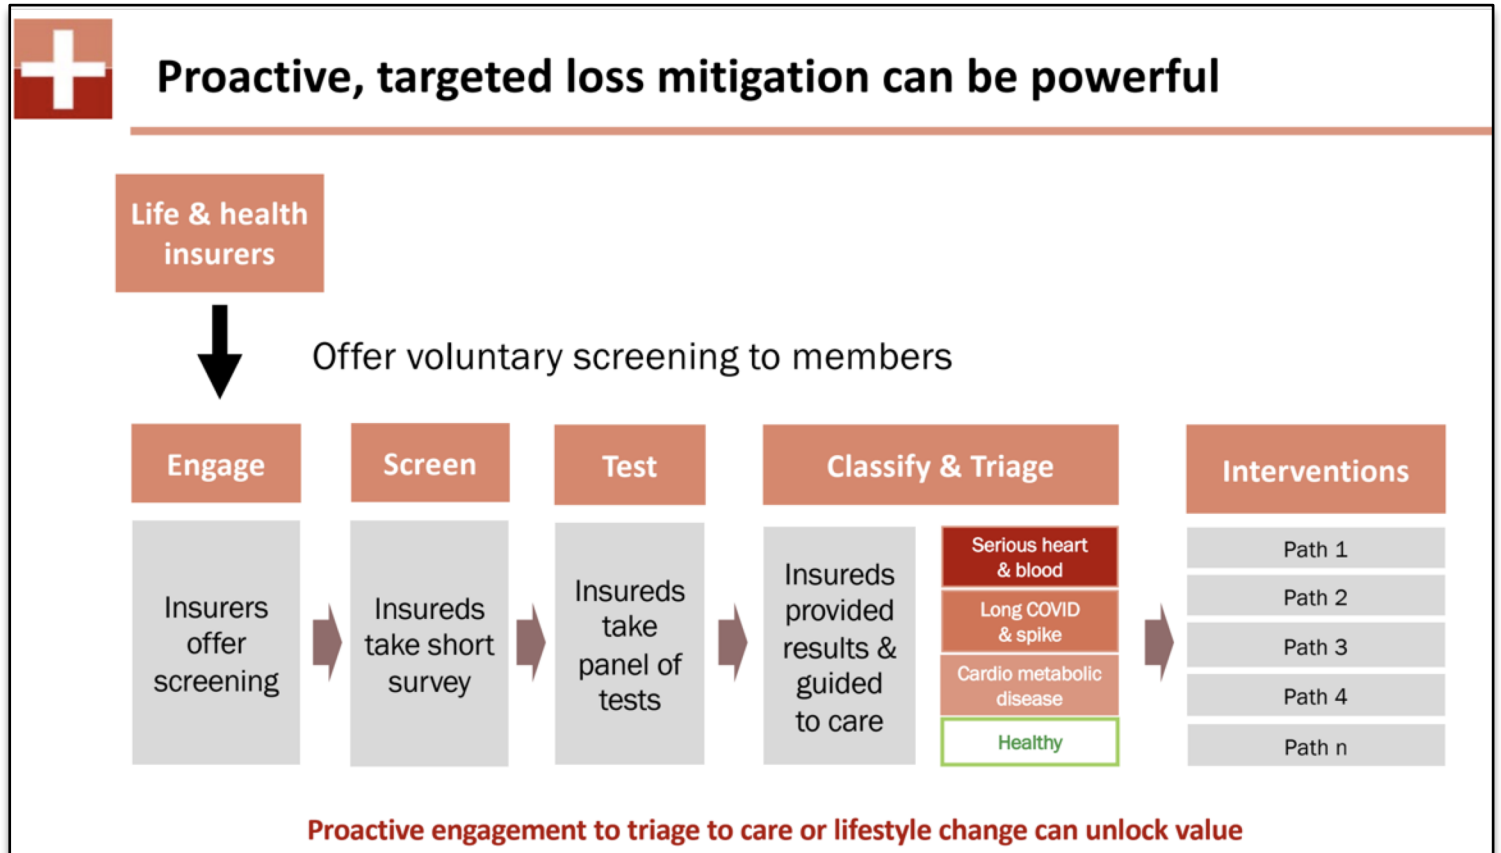 Proactive, targeted loss mitigation can be powerful
Life & health
insurers
Offer voluntary screening to members
Engage
Screen
Test
Classify & Triage
Interventions
Insurers
offer
screening
Insureds
take short
survey
Insureds
take
panel of
tests
Insureds
provided
results &
guided
to care
Serious heart
& blood
Long COVID
& spike
Cardio metabolic
disease
Healthy
Path 1
Path 2
Path 3
Path 4
Path n
Proactive engagement to triage to care or lifestyle change can unlock value